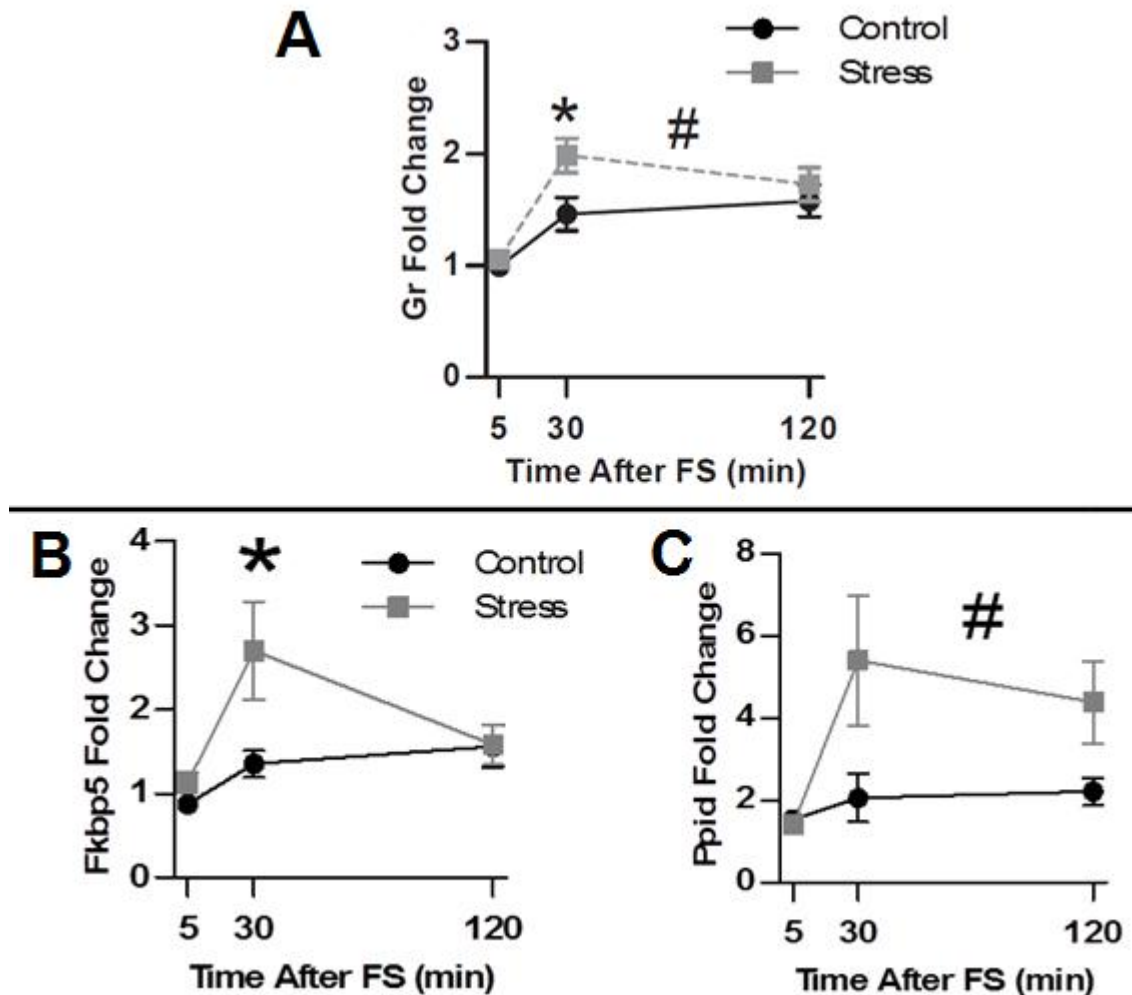 A
Control
Stress
3
2
1
0
Gr Fold Change
*
#
5 30 120
Time After FS (min)
B
Control
Stress
4
3
2
1
0
Fkbp5 Fold Change
*
5 30 120
Time After FS (min)
C
8
6
4
2
0
Ppid Fold Change
#
5 30 120
Time After FS (min)